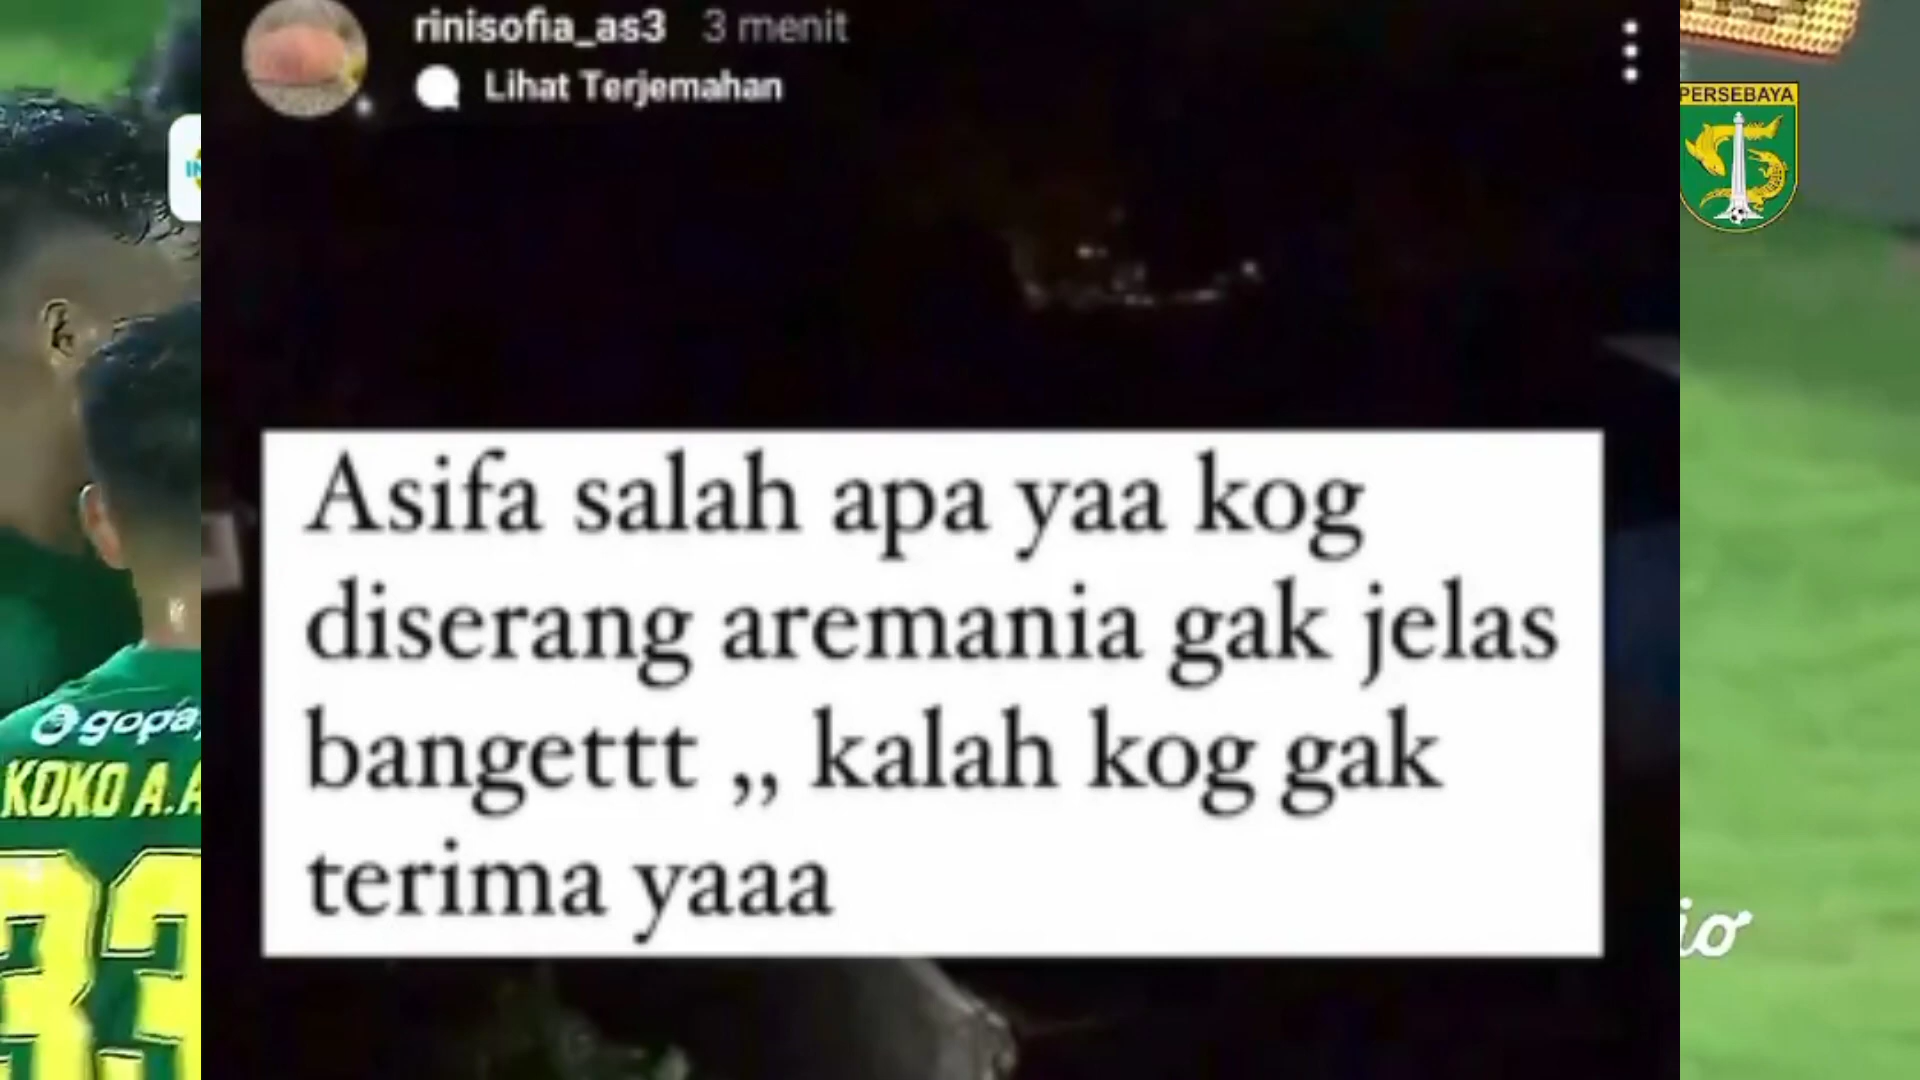 rinisofia_as3 3 menit
Lihat Terjemahan
PERSEBAYA
Asifa salah apa yaa kog
diserang aremania gak jelas
bangettt ,, kalah kog gak
terima yaaa
KOKO A.A
33